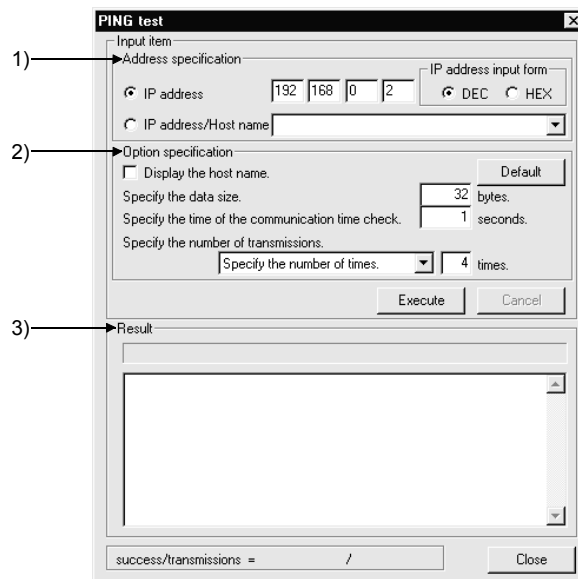 PING test
Input item
1)
Address specification
IP address input form
IP address
192 168 0 2
DEC HEX
IP address/Host name
2)
Option specification
Display the host name.
Default
Specify the data size.
32 bytes.
Specify the time of the communication time check.
1 seconds.
Specify the number of transmissions.
Specify the number of times.
4 times.
Execute
Cancel
3)
Result
success/transmissions = /
Close